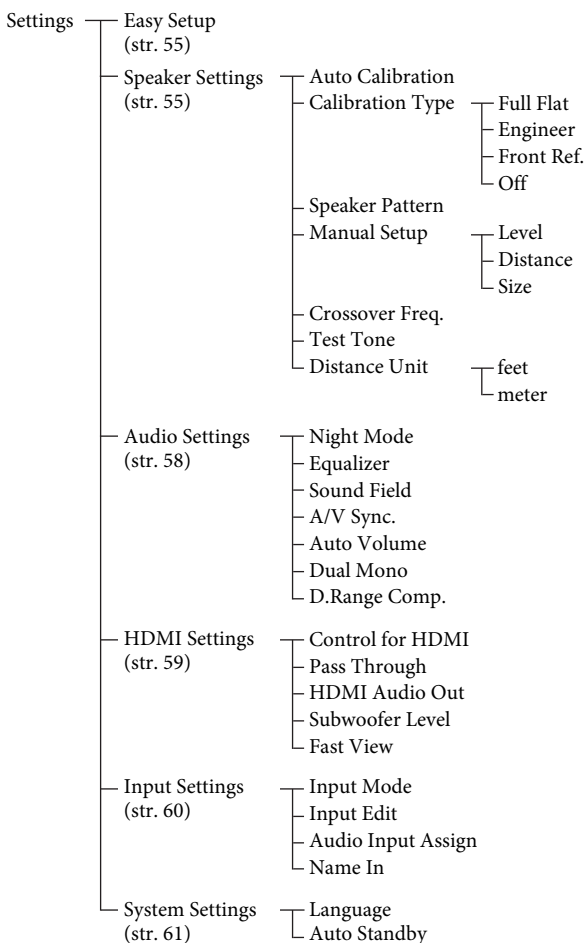 Settings
Easy Setup
(str. 55)
Speaker Settings
(str. 55)
Auto Calibration
Calibration Type
Full Flat
Engineer
Front Ref.
Off
Speaker Pattern
Manual Setup
Level
Distance
Size
Crossover Freq.
Test Tone
Distance Unit
feet
meter
Audio Settings
(str. 58)
Night Mode
Equalizer
Sound Field
A/V Sync.
Auto Volume
Dual Mono
D.Range Comp.
HDMI Settings
(str. 59)
Control for HDMI
Pass Through
HDMI Audio Out
Subwoofer Level
Fast View
Input Settings
(str. 60)
Input Mode
Input Edit
Audio Input Assign
Name In
System Settings
(str. 61)
Language
Auto Standby